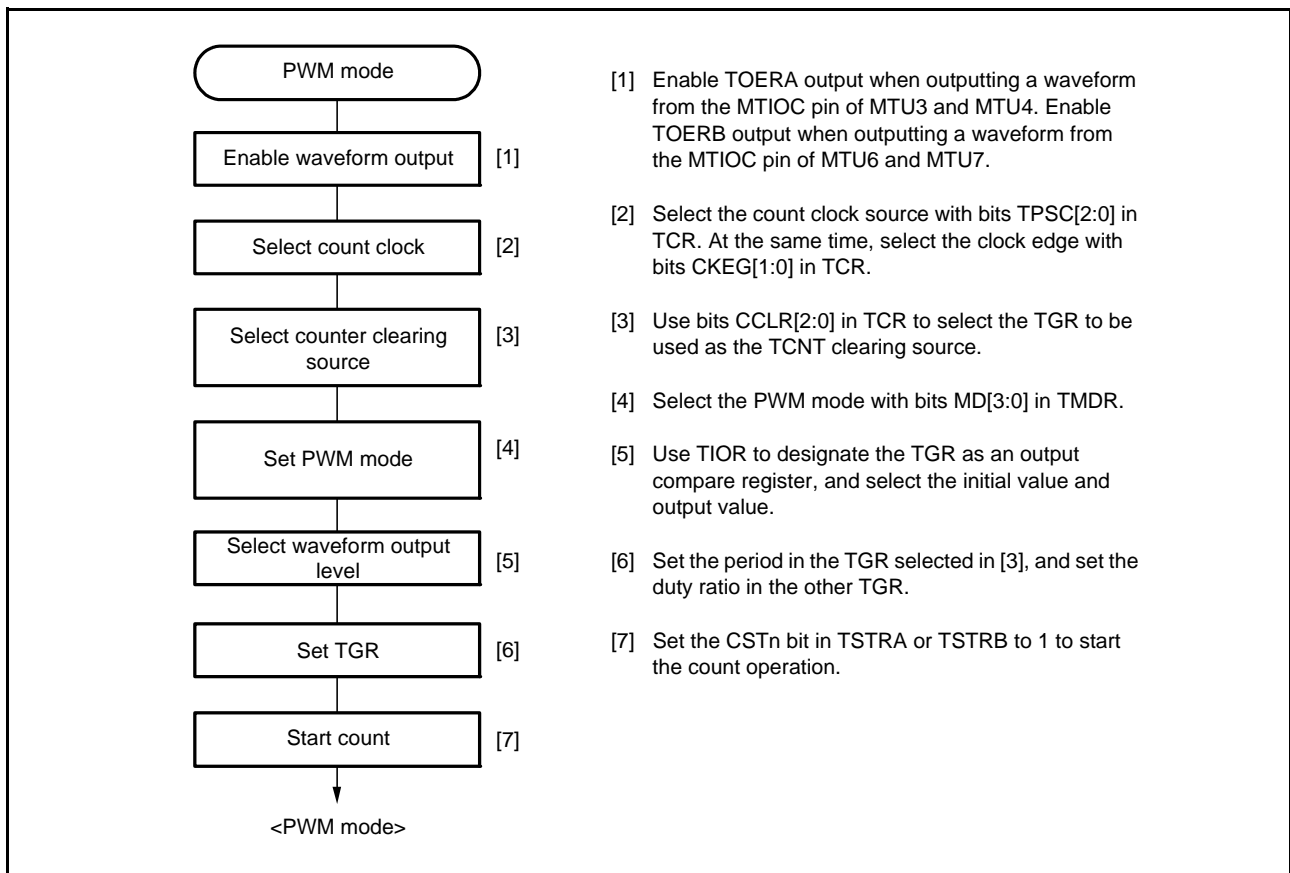 PWM mode
Enable waveform output [1]
Select count clock [2]
Select counter clearing
source
[3]
Set PWM mode [4]
Select waveform output
level
[5]
Set TGR [6]
Start count [7]
<PWM mode>
[1] Enable TOERA output when outputting a waveform
from the MTIOC pin of MTU3 and MTU4. Enable
TOERB output when outputting a waveform from
the MTIOC pin of MTU6 and MTU7.
[2] Select the count clock source with bits TPSC[2:0] in
TCR. At the same time, select the clock edge with
bits CKEG[1:0] in TCR.
[3] Use bits CCLR[2:0] in TCR to select the TGR to be
used as the TCNT clearing source.
[4] Select the PWM mode with bits MD[3:0] in TMDR.
[5] Use TIOR to designate the TGR as an output
compare register, and select the initial value and
output value.
[6] Set the period in the TGR selected in [3], and set the
duty ratio in the other TGR.
[7] Set the CSTn bit in TSTRA or TSTRB to 1 to start
the count operation.